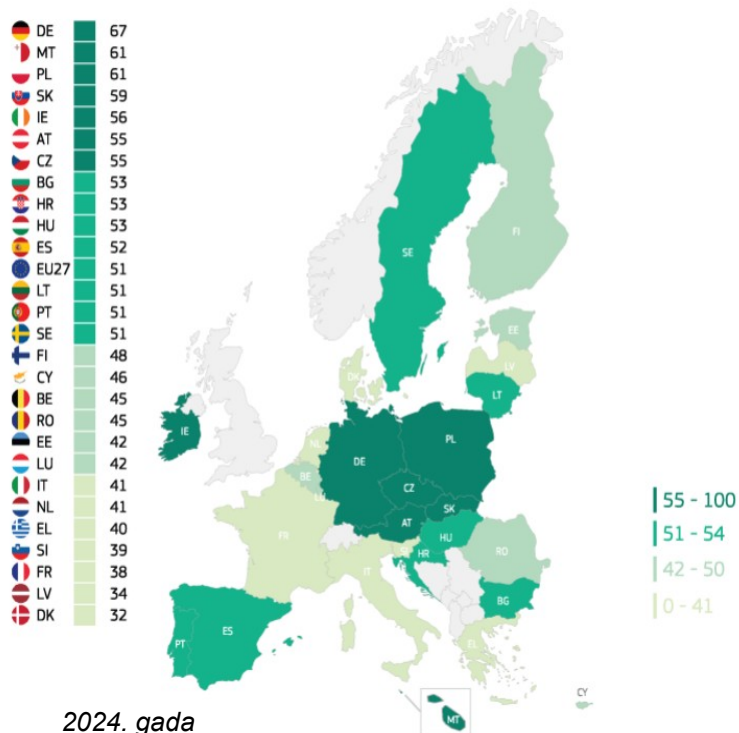 DE 67
MT 61
PL 61
SK 59
IE 56
AT 55
CZ 55
BG 53
HR 53
HU 53
ES 52
EU27 51
LT 51
PT 51
SE 51
FI 48
CY 46
BE 45
RO 45
EE 42
LU 42
IT 41
NL 41
EL 40
SI 39
FR 38
LV 34
DK 32
FI
SE
EE
LV
DK
LT
IE
NL
PL
DE
BE
LU
CZ
SK
AT
HU
FR
SI
HR
RO
IT
BG
PT
ES
EL
CY
MT
55 - 100
51 - 54
42 - 50
0 - 41
2024. gada